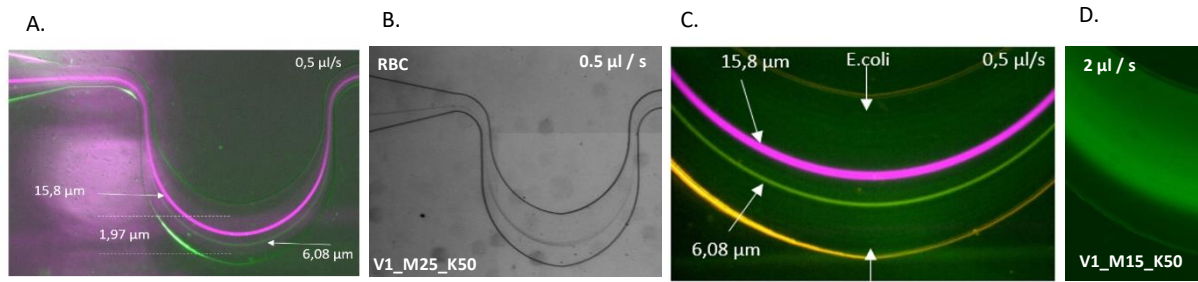 A.
0,5 µl/s
15,8 µm
1,97 µm
6,08 µm
B.
RBC
0.5 µl / s
V1_M25_K50
C.
15,8 µm
E.coli
0,5 µl/s
6,08 µm
D.
2 µl / s
V1_M15_K50